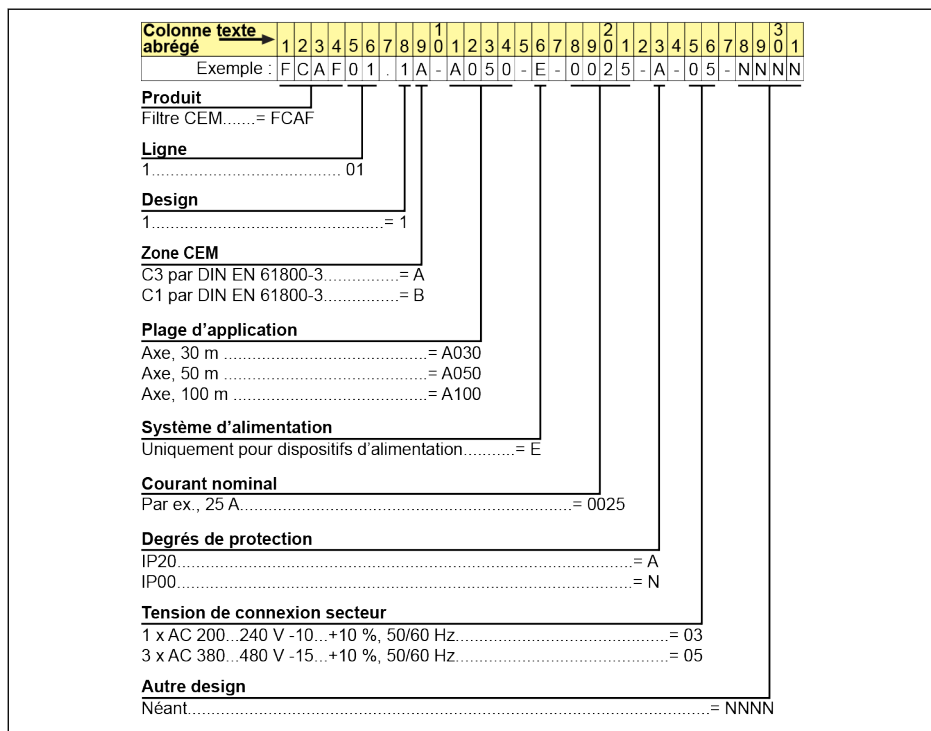 Colonne texte
abrégé 1 2 3 4 5 6 7 8 9 10 1 2 3 4 5 6 7 8 9 20 1 2 3 4 5 6 7 8 9 30 1
Exemple : F C A F 0 1 . 1 A - A 0 5 0 - E - 0 0 2 5 - A - 0 5 - N N N N
Produit
Filtre CEM.......= FCAF
Ligne
1.................................... 01
Design
1............................................= 1
Zone CEM
C3 par DIN EN 61800-3..............= A
C1 par DIN EN 61800-3..............= B
Plage d’application
Axe, 30 m .......................................= A030
Axe, 50 m .......................................= A050
Axe, 100 m ......................................= A100
Système d’alimentation
Uniquement pour dispositifs d’alimentation..........= E
Courant nominal
Par ex., 25 A...............................................................= 0025
Degrés de protection
IP20.......................................................................................= A
IP00.......................................................................................= N
Tension de connexion secteur
1 x AC 200...240 V -10...+10 %, 50/60 Hz.........................................= 03
3 x AC 380...480 V -15...+10 %, 50/60 Hz.........................................= 05
Autre design
Néant...................................................................................................= NNNN